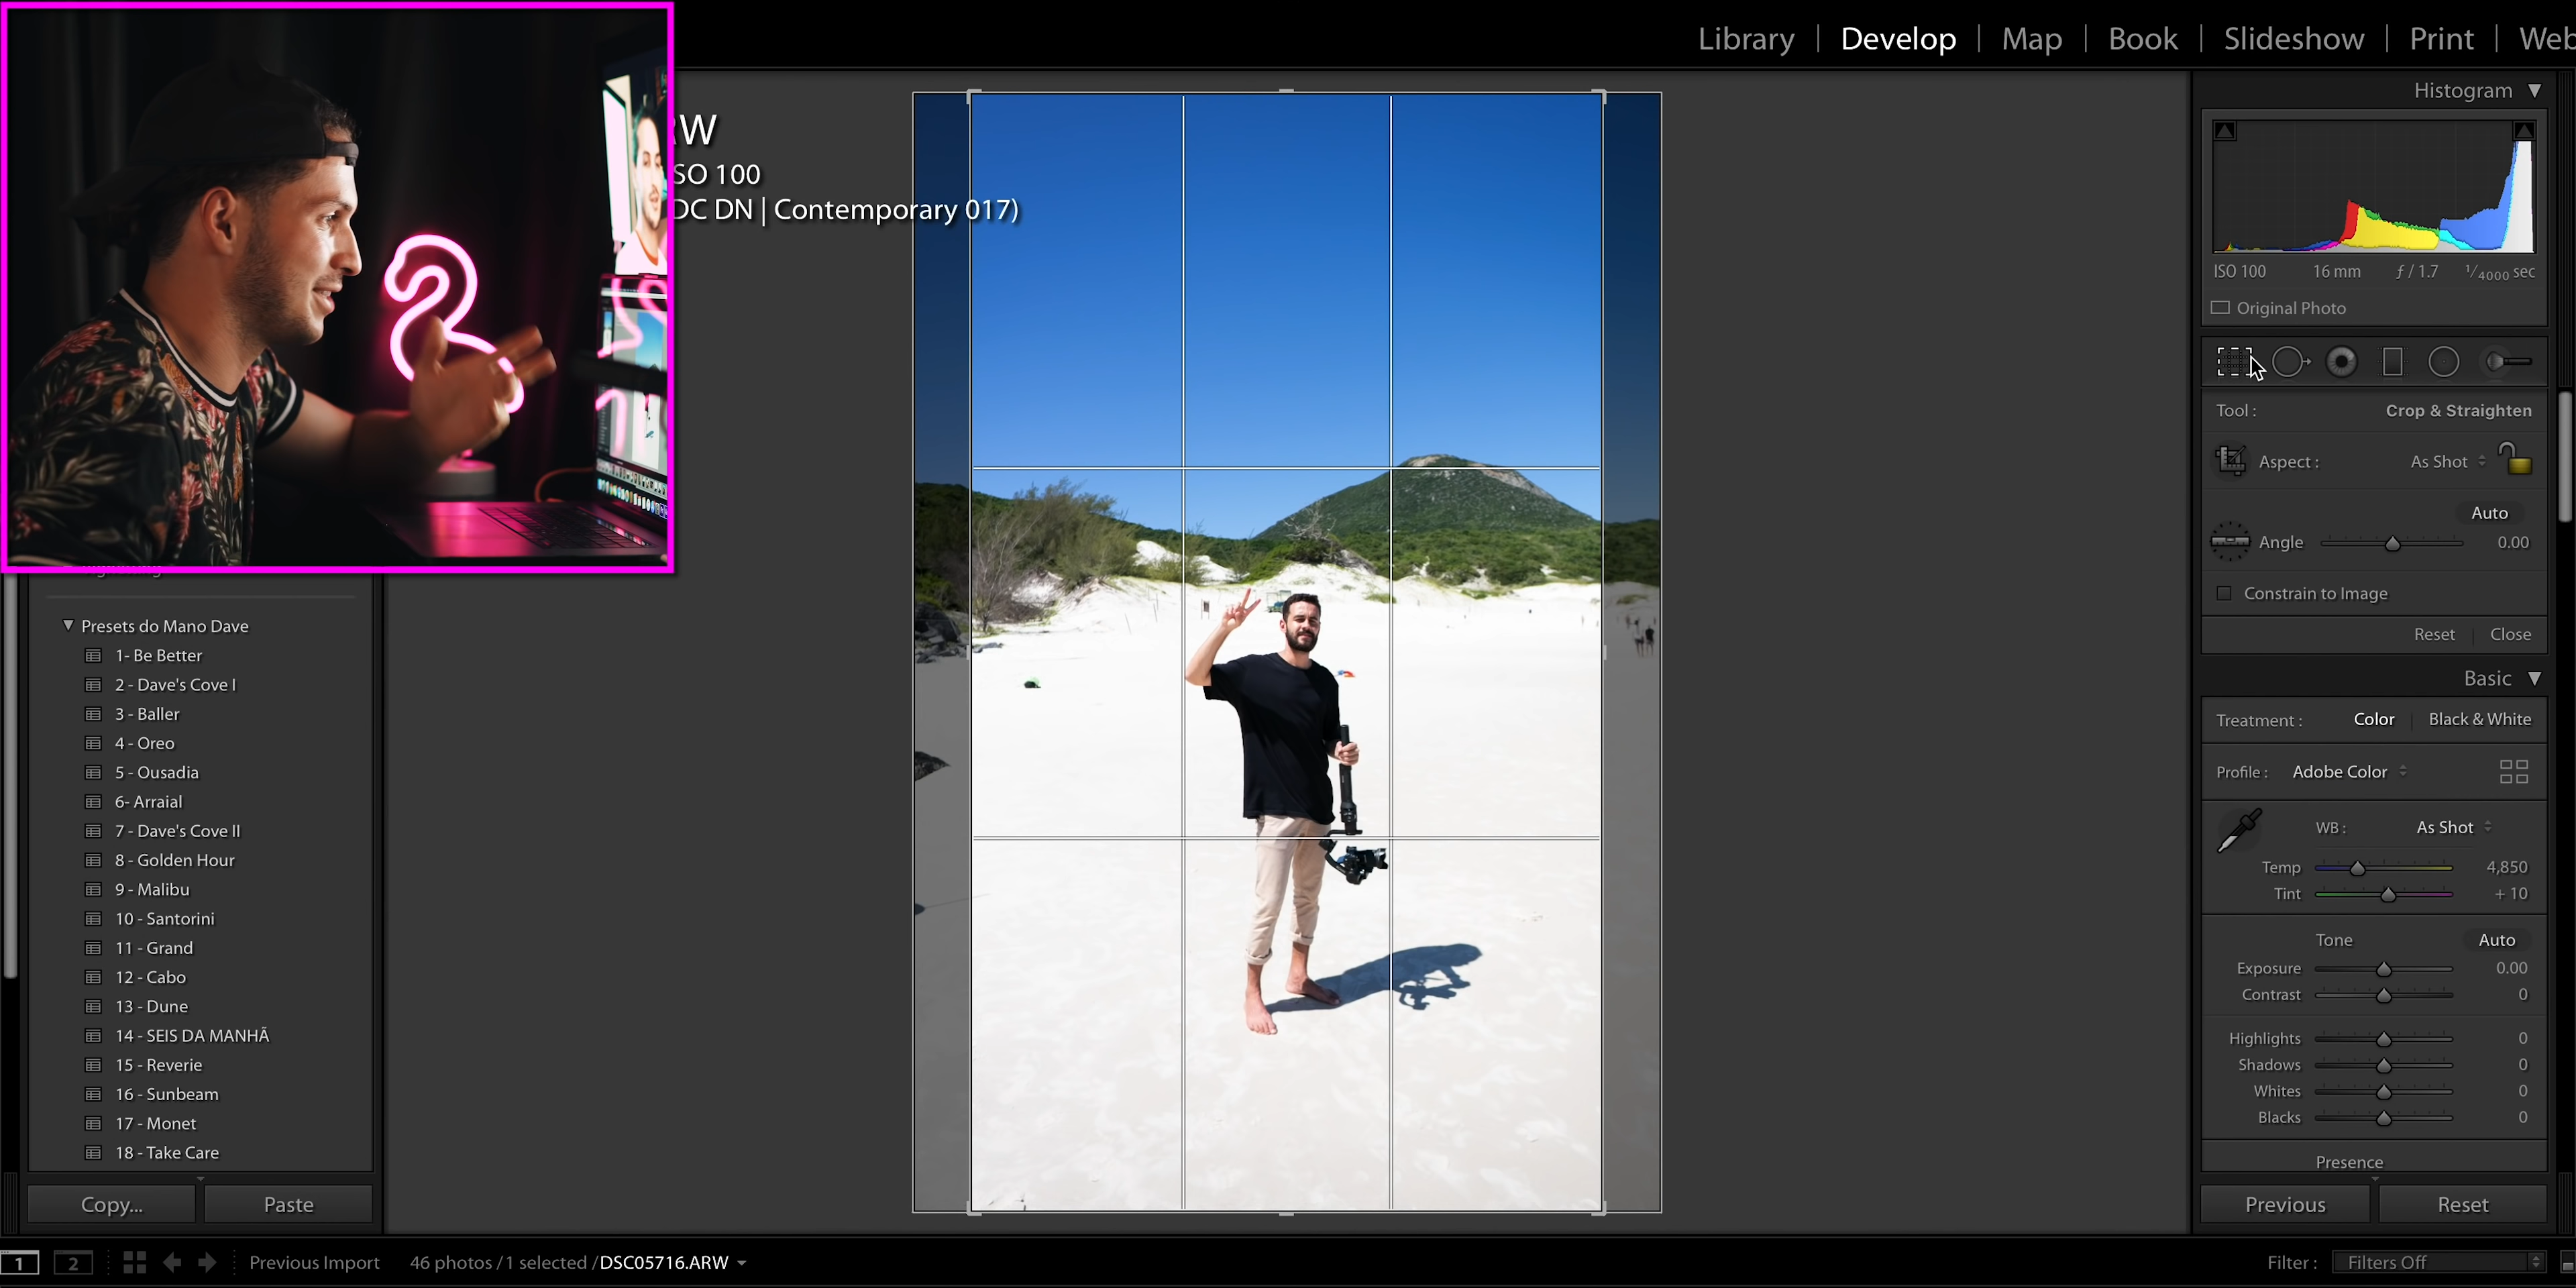 Library | Develop | Map | Book | Slideshow | Print | Web
RW
ISO 100
DC DN | Contemporary 017)
Presets do Mano Dave
1- Be Better
2 - Dave's Cove I
3 - Baller
4 - Oreo
5 - Ousadia
6- Arraial
7 - Dave's Cove II
8 - Golden Hour
9 - Malibu
10 - Santorini
11 - Grand
12 - Cabo
13 - Dune
14 - SEIS DA MANHÃ
15 - Reverie
16 - Sunbeam
17 - Monet
18 - Take Care
Copy... Paste
Histogram
ISO 100 16 mm ƒ / 1.7 1/4000 sec
Original Photo
Tool : Crop & Straighten
Aspect : As Shot
Auto
Angle 0.00
Constrain to Image
Reset Close
Basic
Treatment : Color Black & White
Profile : Adobe Color
WB : As Shot
Temp 4,850
Tint + 10
Tone Auto
Exposure 0.00
Contrast 0
Highlights 0
Shadows 0
Whites 0
Blacks 0
Presence
Previous Reset
1 2 Previous Import 46 photos / 1 selected / DSC05716.ARW
Filter : Filters Off